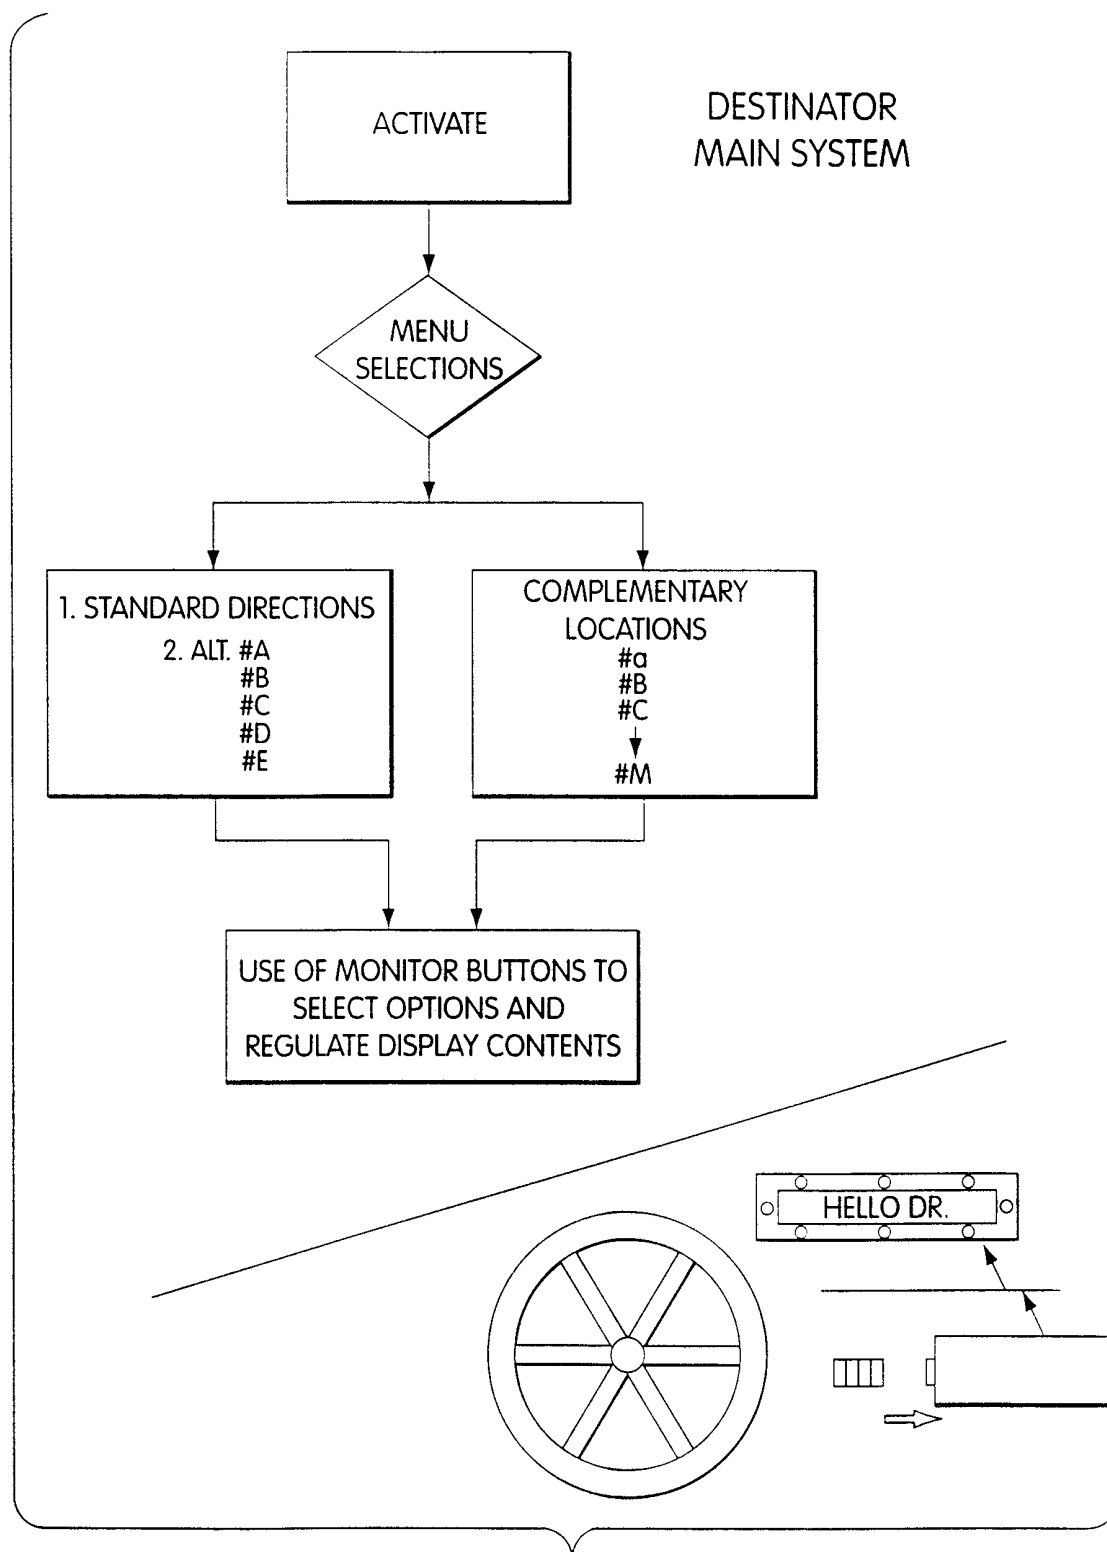 ACTIVATE
DESTINATOR
MAIN SYSTEM
MENU
SELECTIONS
1. STANDARD DIRECTIONS
2. ALT. #A
#B
#C
#D
#E
COMPLEMENTARY
LOCATIONS
#a
#B
#C
#M
USE OF MONITOR BUTTONS TO
SELECT OPTIONS AND
REGULATE DISPLAY CONTENTS
HELLO DR.